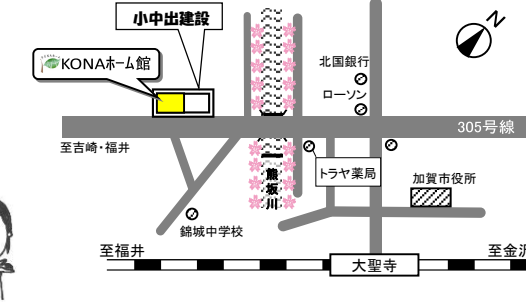 小中出建設
N
KONAホーム館
北国銀行
ローソン
305号線
至吉崎・福井
トラヤ薬局
加賀市役所
熊坂川
錦城中学校
至福井
至金沢
大聖寺